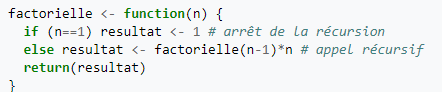 factorielle <- function(n) {
  if (n==1) resultat <- 1 # arrêt de la récursion
  else resultat <- factorielle(n-1)*n # appel récursif
  return(resultat)
}